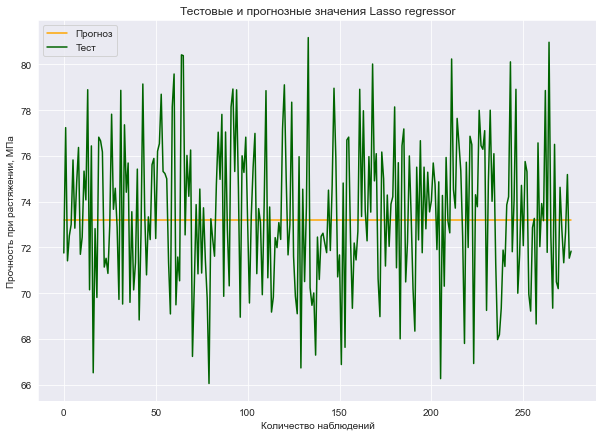 Тестовые и прогнозные значения Lasso regressor
Прогноз
Тест
Прочность при растяжении, МПа
80
78
76
74
72
70
68
66
0
50
100
150
200
250
Количество наблюдений